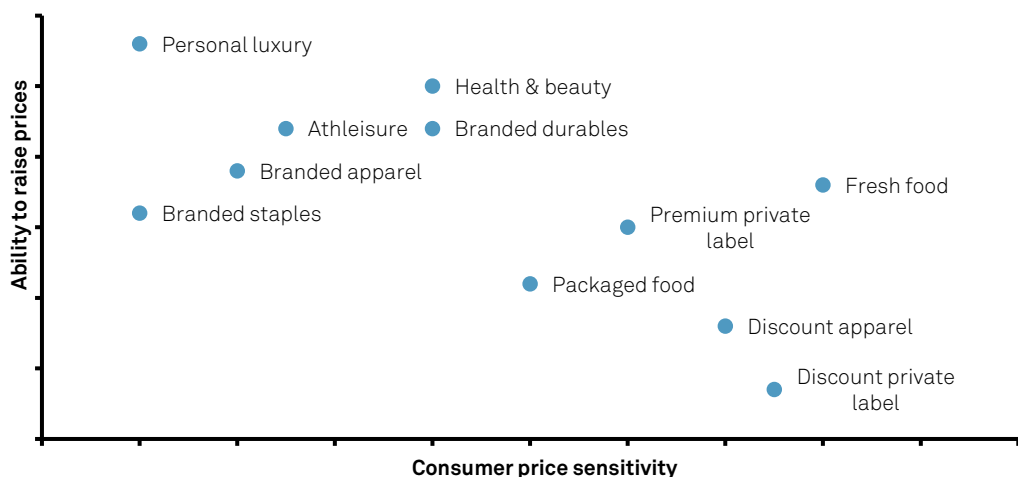 Personal luxury
Health & beauty
Athleisure
Branded durables
Branded apparel
Fresh food
Branded staples
Premium private
label
Packaged food
Discount apparel
Discount private
label
Ability to raise prices
Consumer price sensitivity